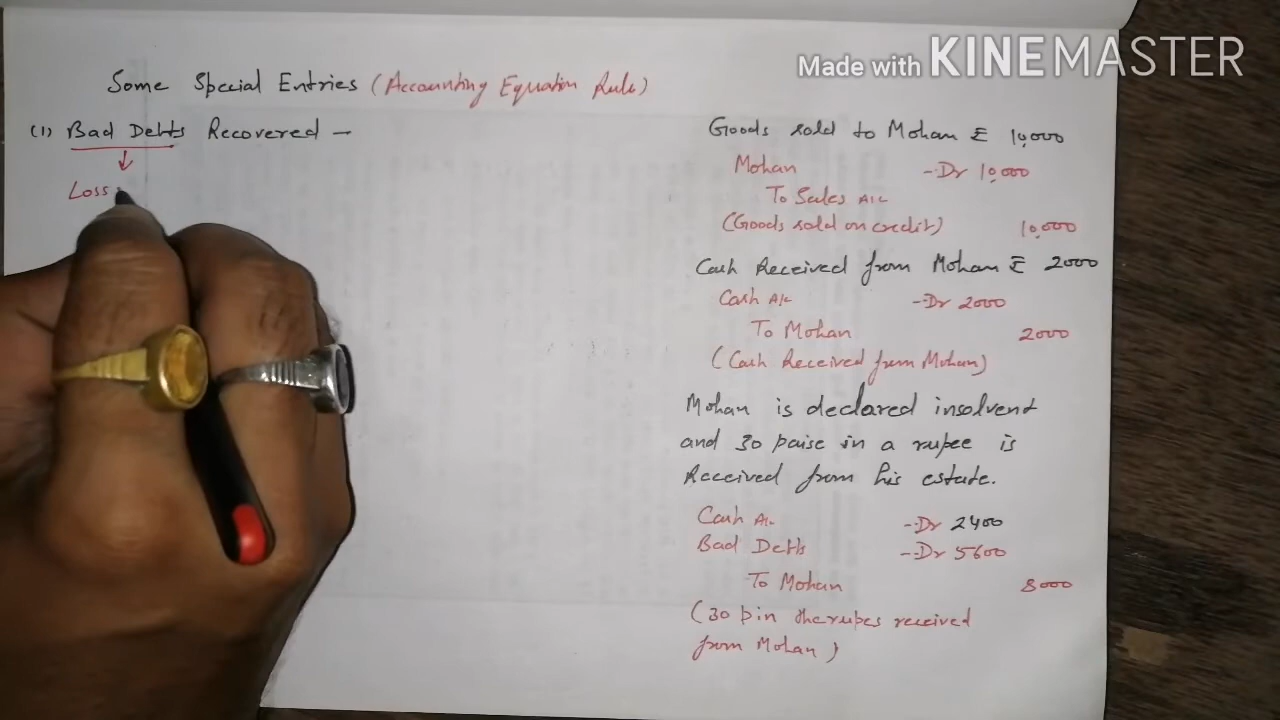 Made with KINEMASTER
Some Special Entries (Accounting Equation Rule)
(1) Bad Debts Recovered –
Loss
Goods sold to Mohan ₹ 10,000
Mohan --Dr 10,000
To Sales A/c
(Goods sold on credit) 10,000
Cash Received from Mohan ₹ 2000
Cash A/c --Dr 2000
To Mohan 2000
(Cash Received from Mohan)
Mohan is declared insolvent
and 30 paise in a rupee is
Received from his estate.
Cash A/c --Dr 2400
Bad Debts --Dr 5600
To Mohan 8000
(30 p in the rupes received
from Mohan)